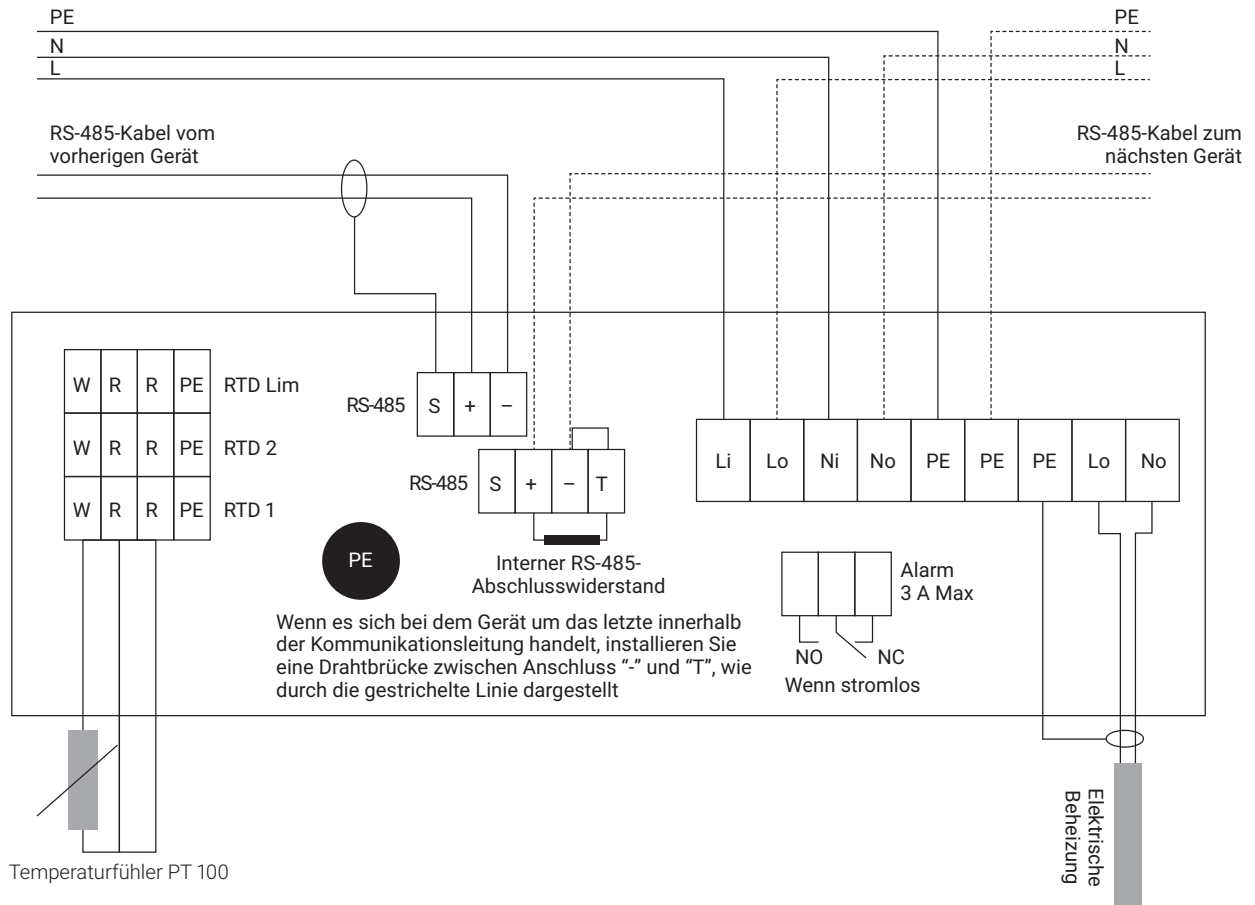 PE
N
L
PE
N
L
RS-485-Kabel vom
vorherigen Gerät
RS-485-Kabel zum
nächsten Gerät
W R R PE RTD Lim
W R R PE RTD 2
W R R PE RTD 1
RS-485 S + –
RS-485 S + – T
Li Lo Ni No PE PE PE Lo No
PE
Interner RS-485-
Abschlusswiderstand
Wenn es sich bei dem Gerät um das letzte innerhalb
der Kommunikationsleitung handelt, installieren Sie
eine Drahtbrücke zwischen Anschluss “-” und “T”, wie
durch die gestrichelte Linie dargestellt
Alarm
3 A Max
NO NC
Wenn stromlos
Temperaturfühler PT 100
Elektrische
Beheizung